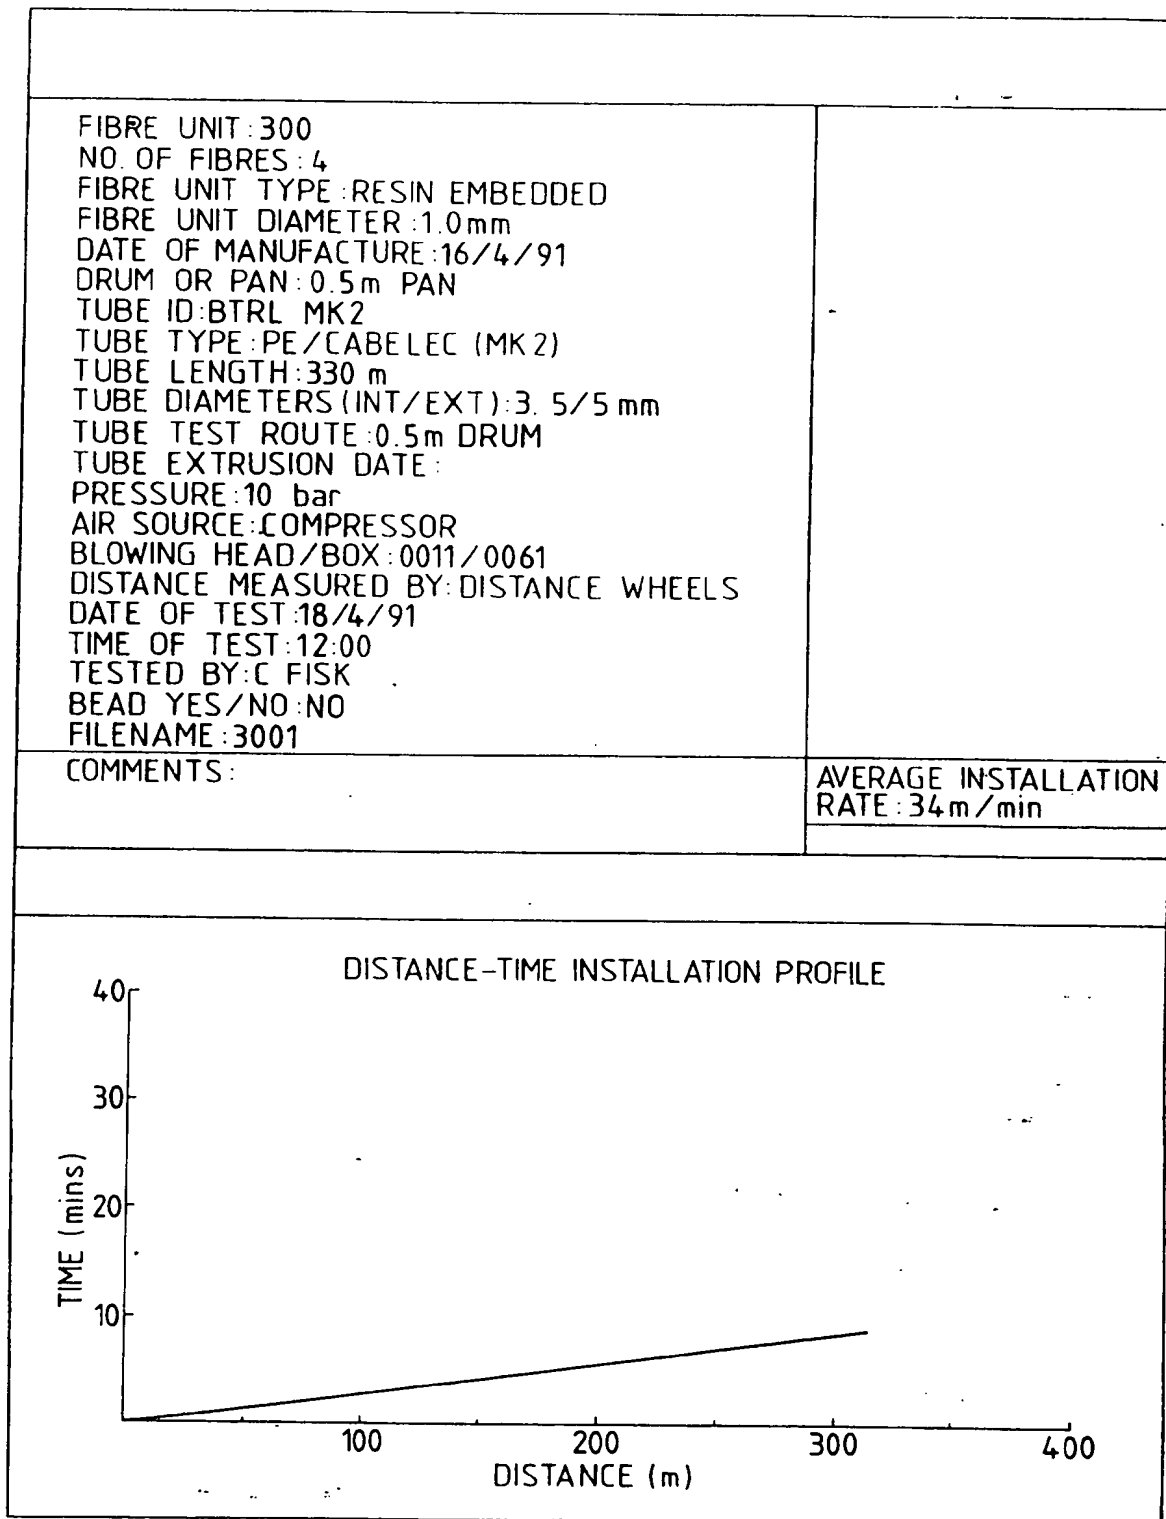 FIBRE UNIT:300
NO. OF FIBRES:4
FIBRE UNIT TYPE:RESIN EMBEDDED
FIBRE UNIT DIAMETER:1.0mm
DATE OF MANUFACTURE:16/4/91
DRUM OR PAN:0.5m PAN
TUBE ID:BTRL MK2
TUBE TYPE:PE/CABELEC (MK2)
TUBE LENGTH:330 m
TUBE DIAMETERS(INT/EXT):3. 5/5 mm
TUBE TEST ROUTE:0.5m DRUM
TUBE EXTRUSION DATE:
PRESSURE:10 bar
AIR SOURCE:COMPRESSOR
BLOWING HEAD/BOX:0011/0061
DISTANCE MEASURED BY:DISTANCE WHEELS
DATE OF TEST:18/4/91
TIME OF TEST:12:00
TESTED BY:C FISK
BEAD YES/NO:NO
FILENAME:3001
COMMENTS:
AVERAGE INSTALLATION
RATE:34m/min
DISTANCE-TIME INSTALLATION PROFILE
40
30
20
10
TIME (mins)
100
200
300
400
DISTANCE (m)